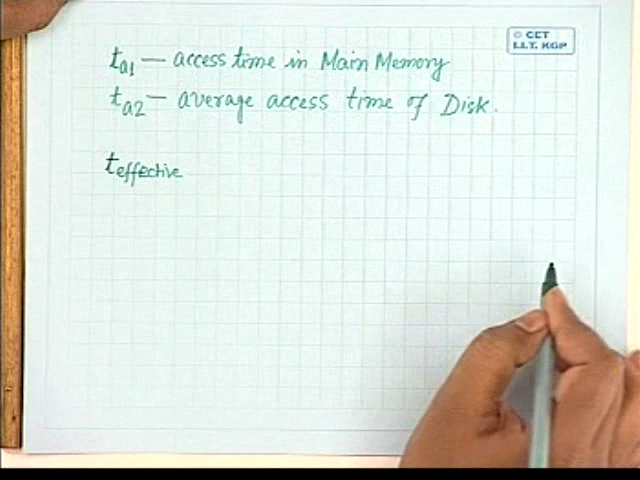 © CET
I.I.T. KGP
ta1 — access time in Main Memory
ta2 — average access time of Disk.
teffective